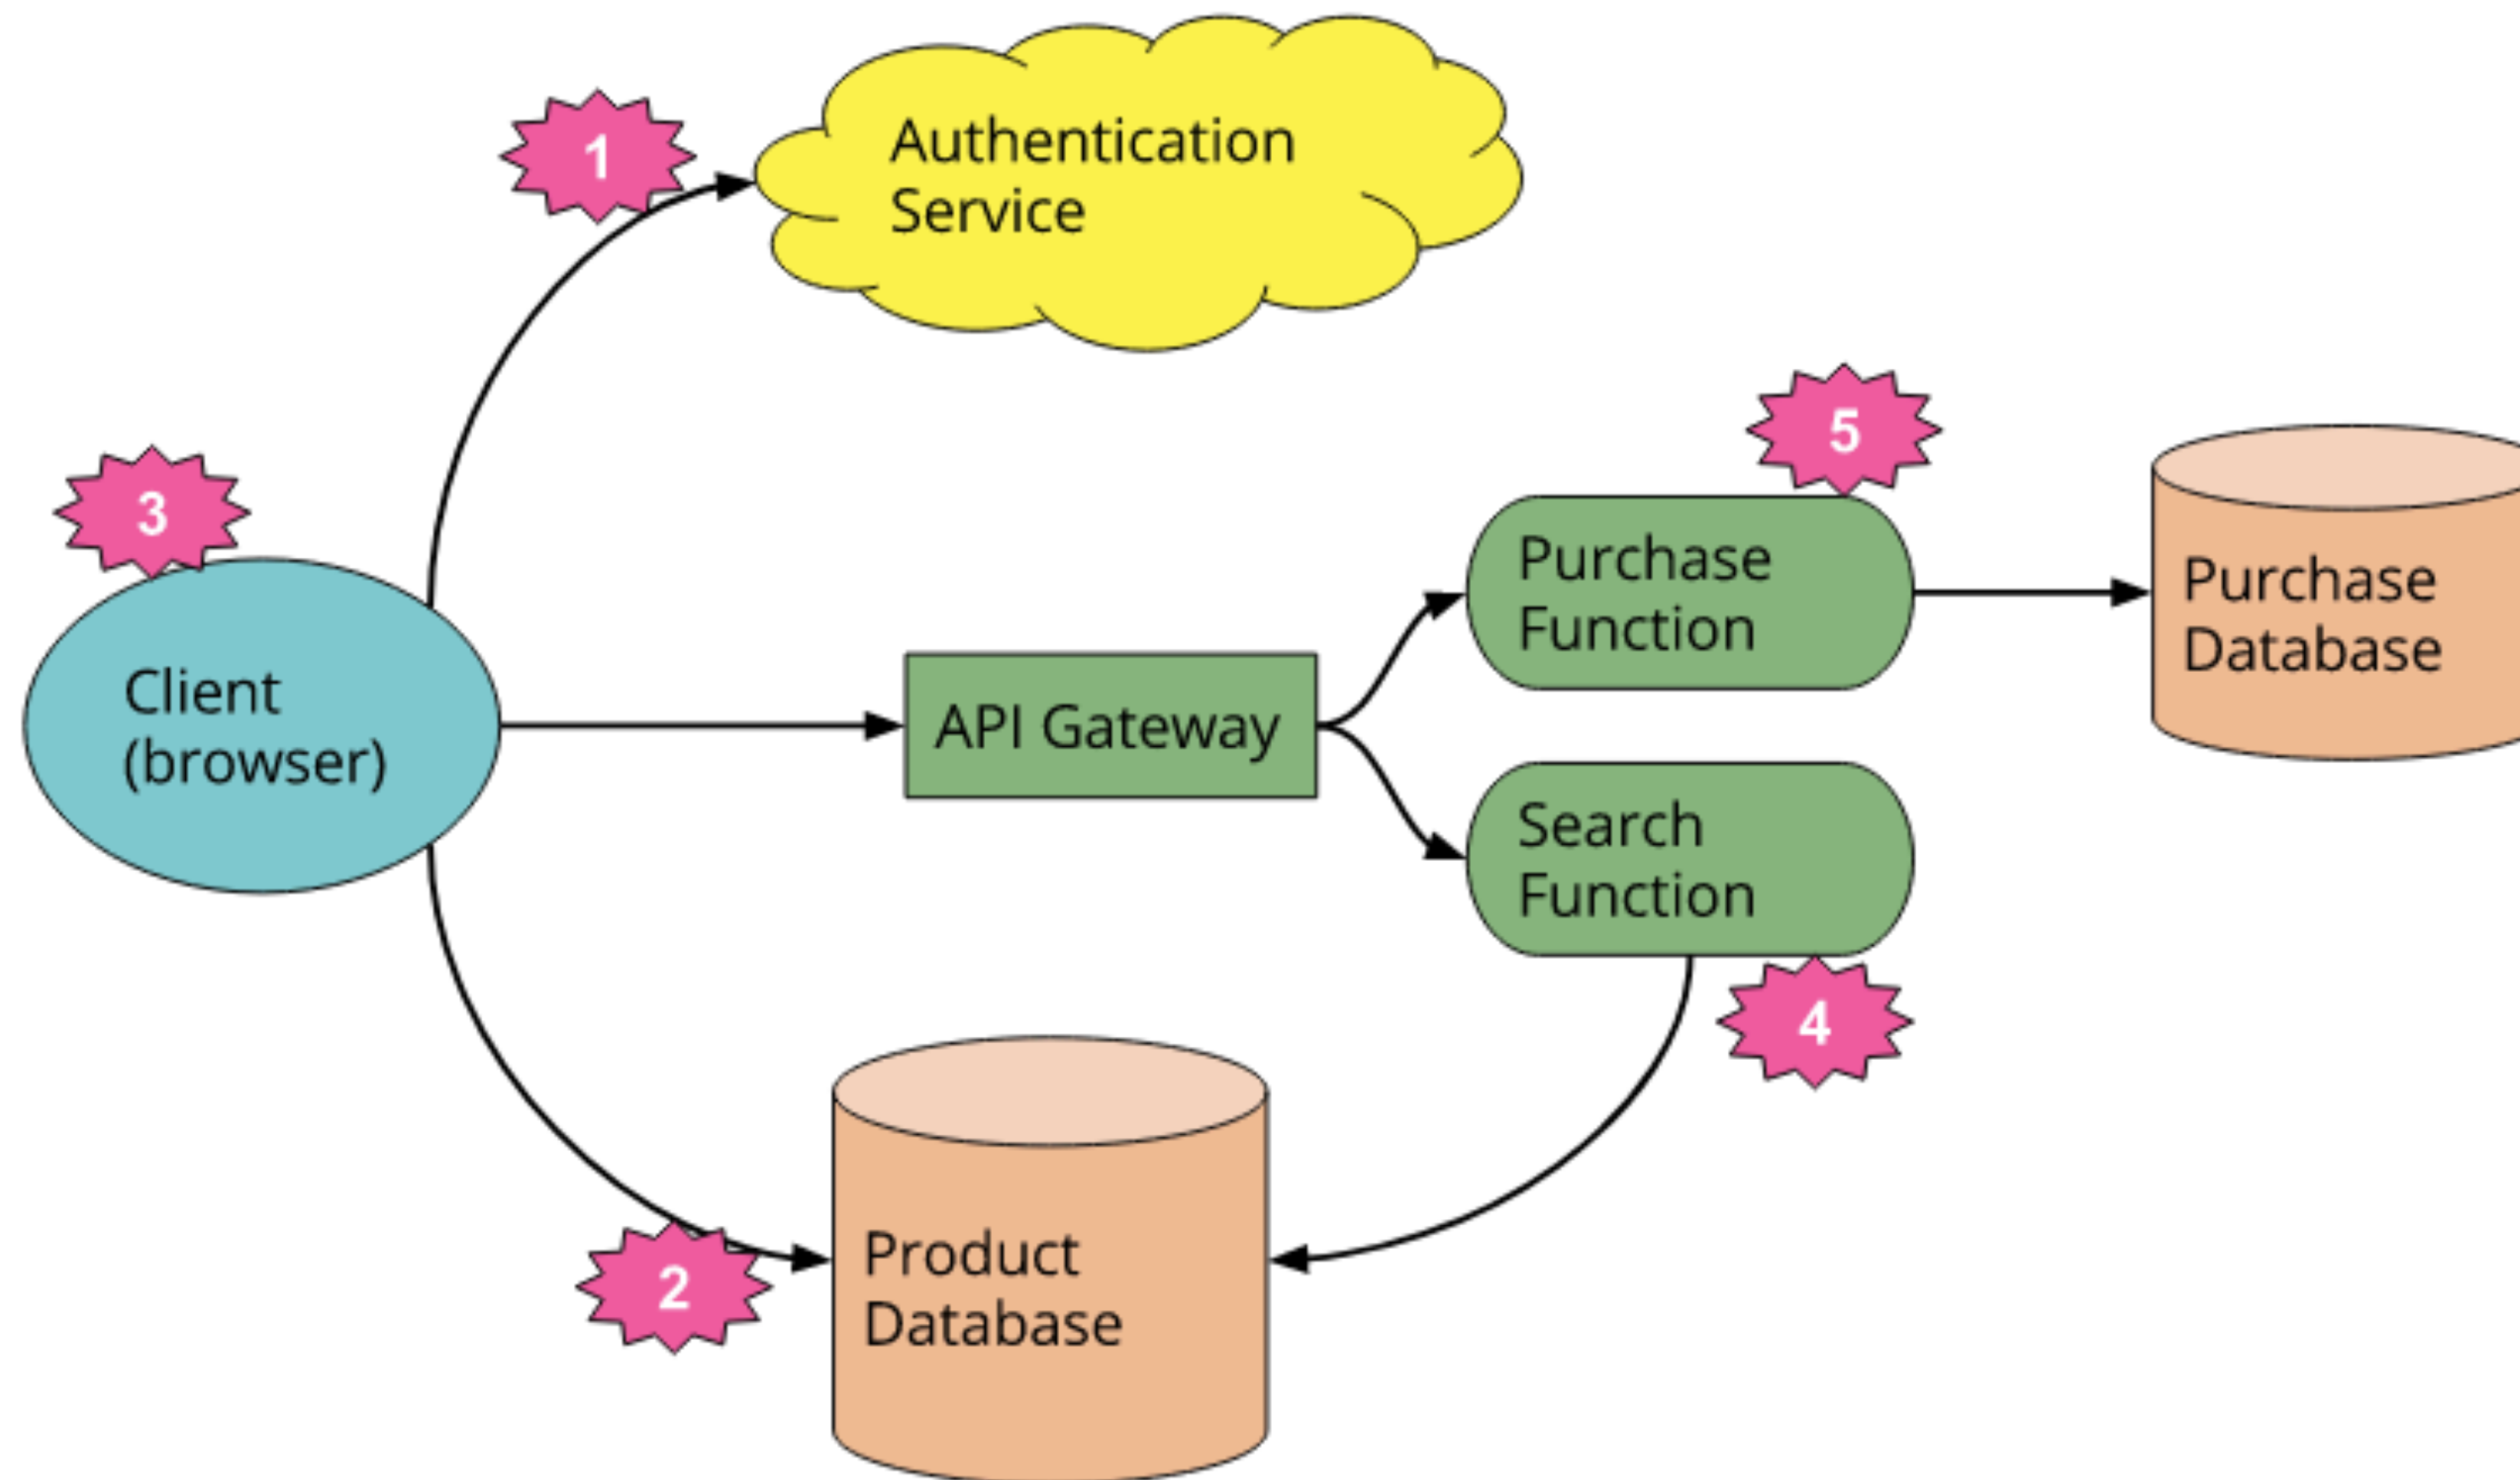 1
Authentication
Service
3
5
Client
(browser)
API Gateway
Purchase
Function
Purchase
Database
Search
Function
4
2
Product
Database